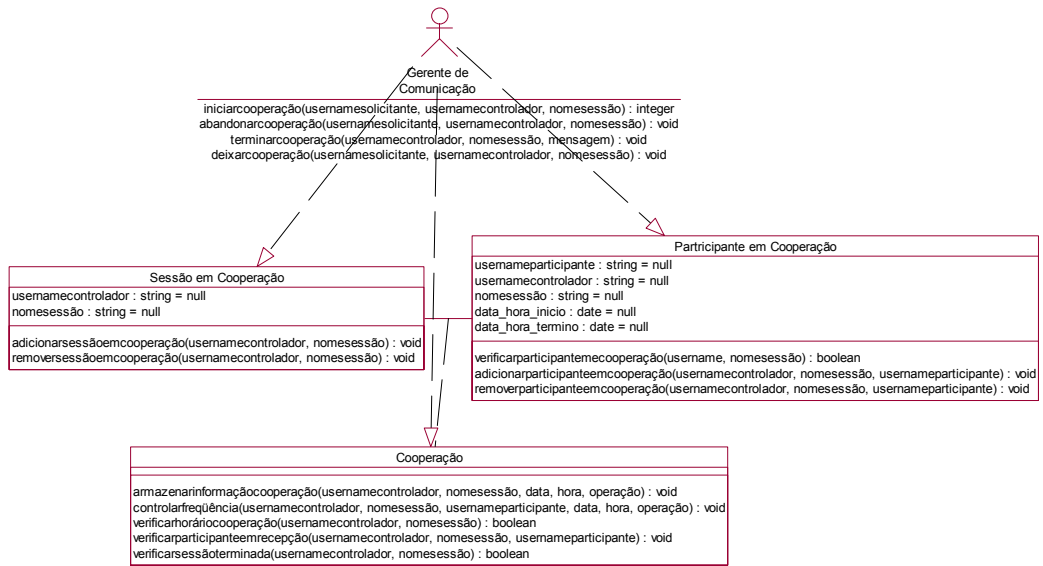 Gerente de
Comunicação
iniciarcooperação(usernamesolicitante, usernamecontrolador, nomesessão) : integer
abandonarcooperação(usernamesolicitante, usernamecontrolador, nomesessão) : void
terminarcooperação(usernamecontrolador, nomesessão, mensagem) : void
deixarcooperação(usernamesolicitante, usernamecontrolador, nomesessão) : void
Partricipante em Cooperação
usernameparticipante : string = null
usernamecontrolador : string = null
nomesessão : string = null
data_hora_inicio : date = null
data_hora_termino : date = null
verificarparticipantemecooperação(username, nomesessão) : boolean
adicionarparticipanteemcooperação(usernamecontrolador, nomesessão, usernameparticipante) : void
removerparticipanteemcooperação(usernamecontrolador, nomesessão, usernameparticipante) : void
Sessão em Cooperação
usernamecontrolador : string = null
nomesessão : string = null
adicionarsessãoemcooperação(usernamecontrolador, nomesessão) : void
removersessãoemcooperação(usernamecontrolador, nomesessão) : void
Cooperação
armazenarinformaçãocooperação(usernamecontrolador, nomesessão, data, hora, operação) : void
controlarfreqüência(usernamecontrolador, nomesessão, usernameparticipante, data, hora, operação) : void
verificarhoráriocooperação(usernamecontrolador, nomesessão) : boolean
verificarparticipanteemrecepção(usernamecontrolador, nomesessão, usernameparticipante) : void
verificarsessãoterminada(usernamecontrolador, nomesessão) : boolean